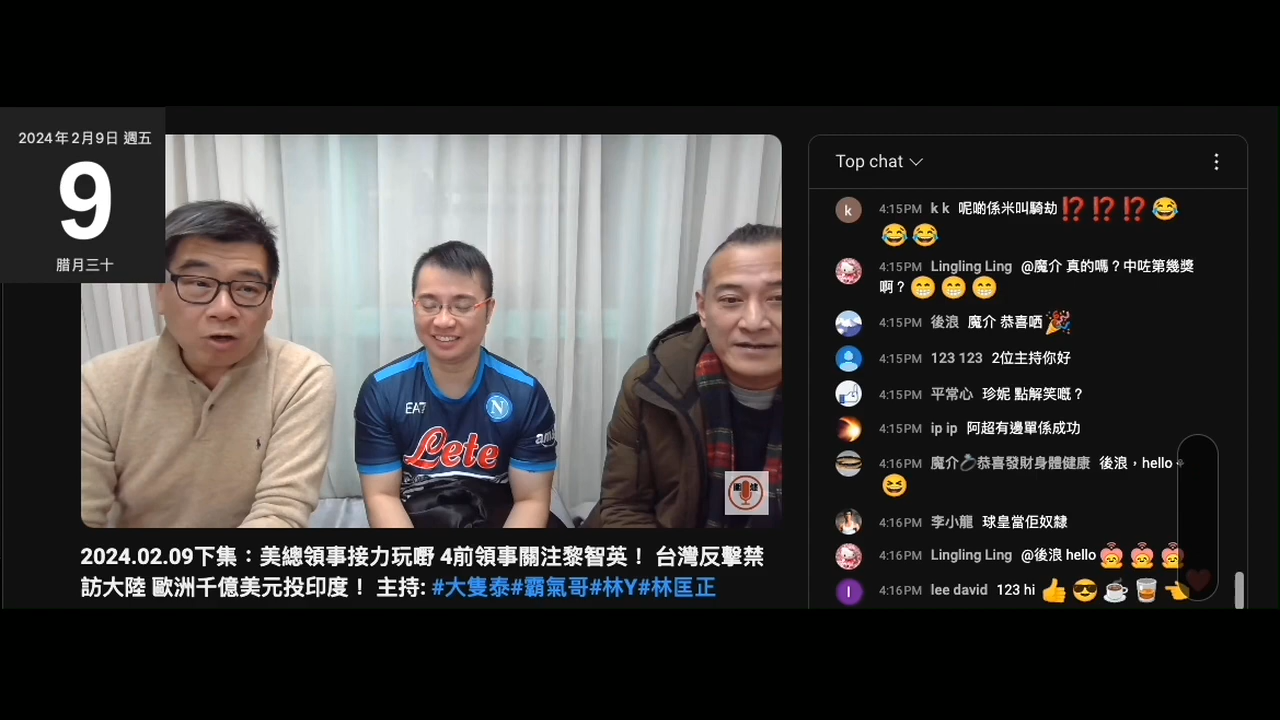 2024年2月9日 週五
9
腊月三十
EA7
N
Lete
2024.02.09下集：美總領事接力玩嘢 4前領事關注黎智英！ 台灣反擊禁
訪大陸 歐洲千億美元投印度！ 主持: #大隻泰#霸氣哥#林Y#林匡正
Top chat
k
4:15PM k k 呢啲係米叫騎劫⁉️⁉️⁉️😂
😂😂
4:15PM Lingling Ling @魔介 真的嗎？中咗第幾獎
啊？😁😁😁
4:15PM 後浪 魔介 恭喜哂🎉
4:15PM 123 123 2位主持你好
4:15PM 平常心 珍妮 點解笑嘅？
4:15PM ip ip 阿超有邊單係成功
4:16PM 魔介💍恭喜發財身體健康 後浪，hello
😆
4:16PM 李小龍 球皇當佢奴隸
4:16PM Lingling Ling @後浪 hello
l
4:16PM lee david 123 hi 👍😎☕🥃👈